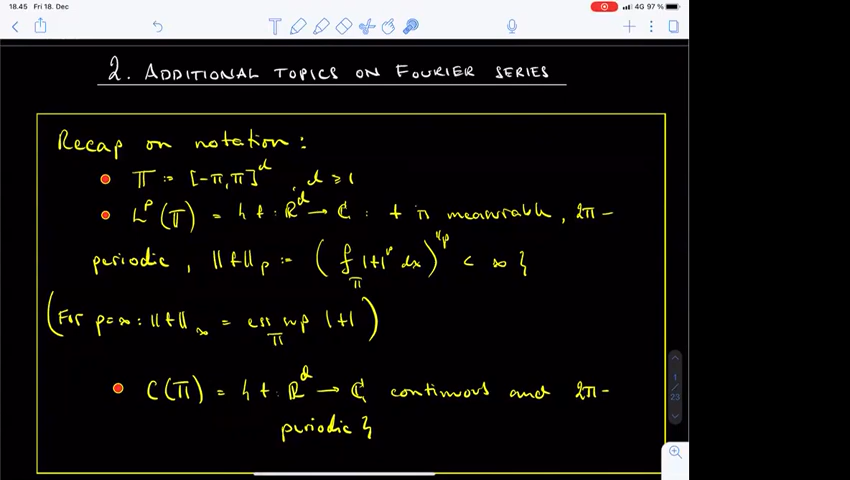 18.45 Fri 18. Dec
4G 97 %
2. ADDITIONAL TOPICS ON FOURIER SERIES
Recap on notation:
• 𝕋 := [-π,π]^d, d ≥ 1
• L^p(𝕋) = { f : ℝ^d → ℂ : f is measurable, 2π-
periodic, ||f||_p := (⨍_𝕋 |f|^p dx)^{1/p} < ∞ }
(For p=∞ : ||f||_∞ = ess sup_𝕋 |f|)
• C(𝕋) = { f : ℝ^d → ℂ continuous and 2π-
periodic }
1
/
23